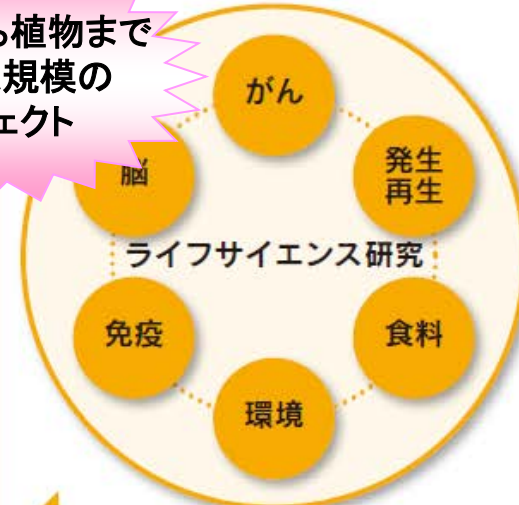 ら植物まで
規模の
ェクト
がん
脳
発生
再生
ライフサイエンス研究
免疫
食料
環境